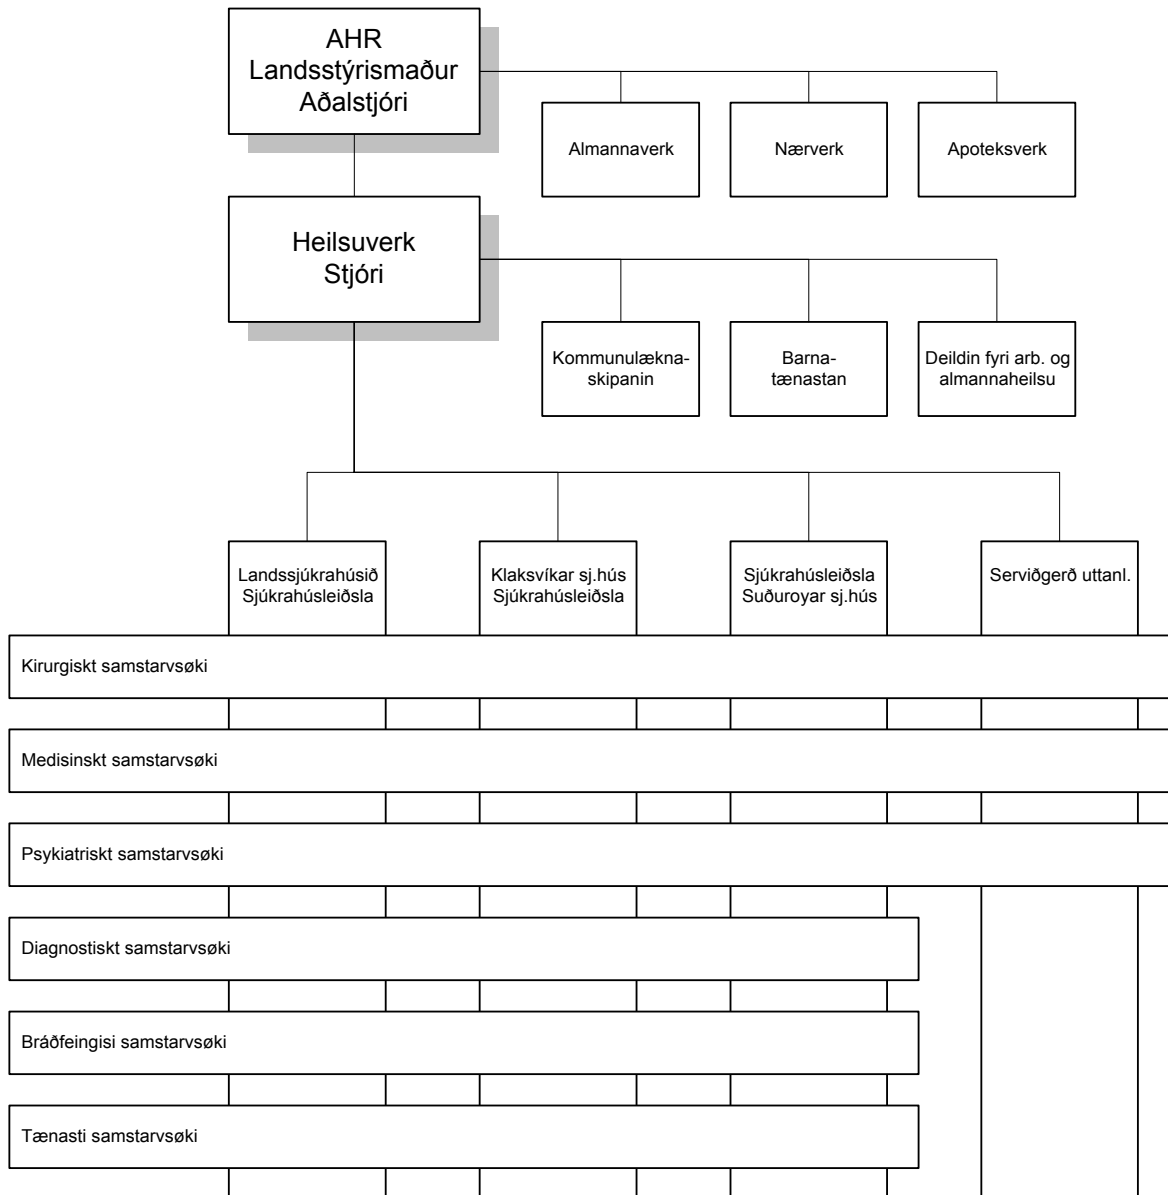 AHR
Landsstýrismaður
Aðalstjóri
Almannaverk
Nærverk
Apoteksverk
Heilsuverk
Stjóri
Kommunulækna-
skipanin
Barna-
tænastan
Deildin fyri arb. og
almannaheilsu
Landssjúkrahúsið
Sjúkrahúsleiðsla
Klaksvíkar sj.hús
Sjúkrahúsleiðsla
Sjúkrahúsleiðsla
Suðuroyar sj.hús
Serviðgerð uttanl.
Kirurgiskt samstarvsøki
Medisinskt samstarvsøki
Psykiatriskt samstarvsøki
Diagnostiskt samstarvsøki
Bráðfeingisi samstarvsøki
Tænasti samstarvsøki